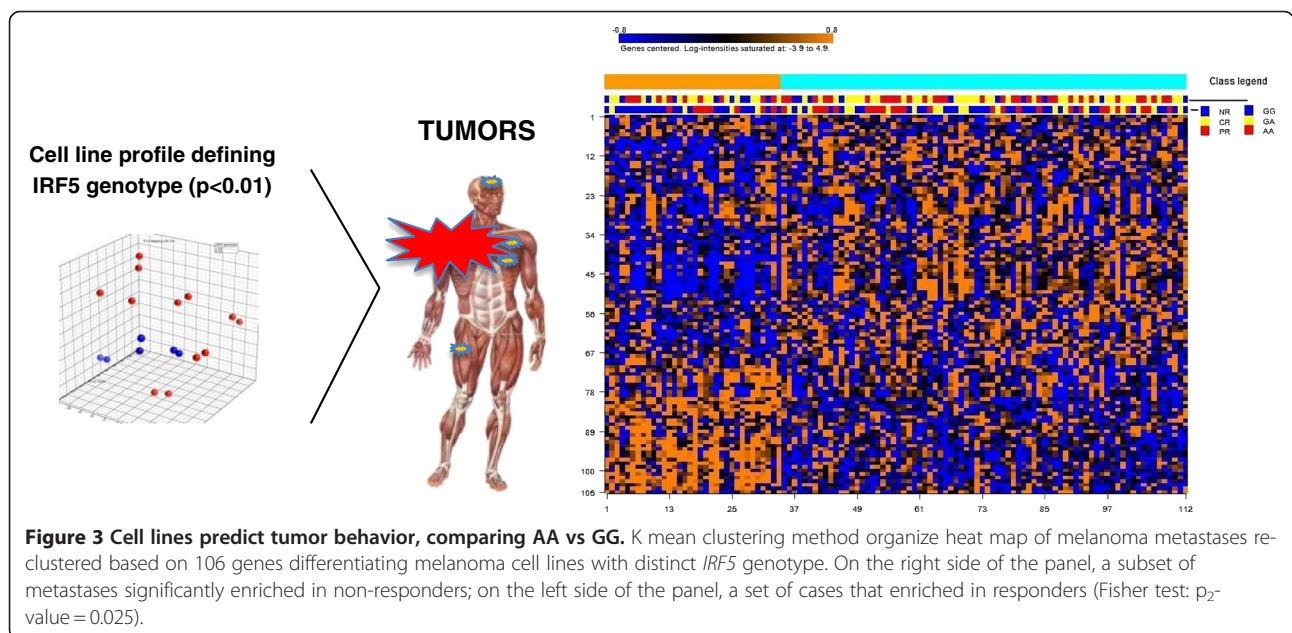 -0.8 0.8
Genes centered. Log-intensities saturated at: -3.9 to 4.9.
Class legend
NR GG
CR GA
PR AA
TUMORS
Cell line profile defining
IRF5 genotype (p<0.01)
1
12
23
34
45
56
67
78
89
100
106
1 13 25 37 49 61 73 85 97 112
Figure 3 Cell lines predict tumor behavior, comparing AA vs GG. K mean clustering method organize heat map of melanoma metastases re-
clustered based on 106 genes differentiating melanoma cell lines with distinct IRF5 genotype. On the right side of the panel, a subset of
metastases significantly enriched in non-responders; on the left side of the panel, a set of cases that enriched in responders (Fisher test: p2-
value = 0.025).